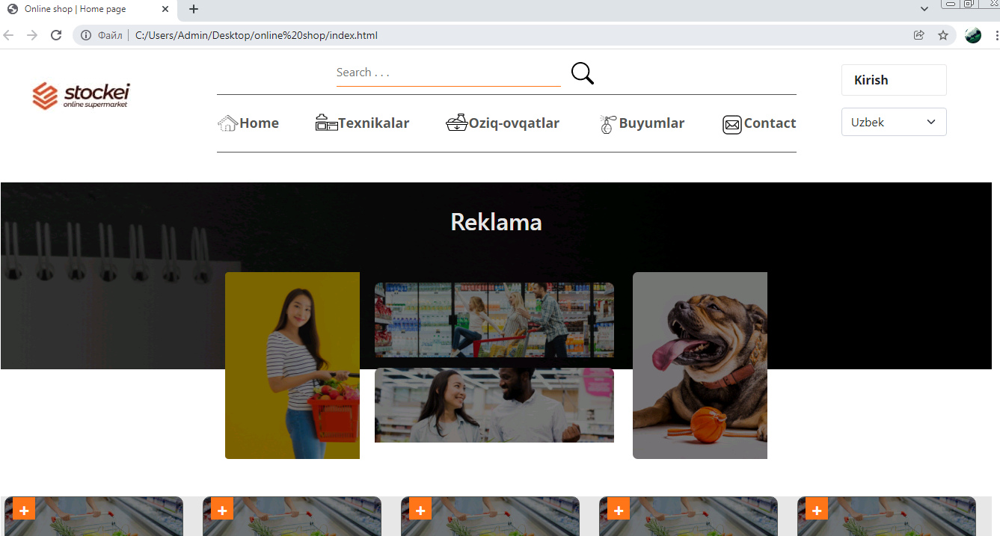 Online shop | Home page
Файл
C:/Users/Admin/Desktop/online%20shop/index.html
stockei
online supermarket
Search . . .
Kirish
Uzbek
Home
Texnikalar
Oziq-ovqatlar
Buyumlar
Contact
Reklama